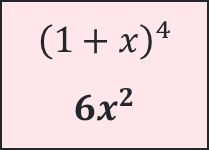 (1 + x)⁴
6x²